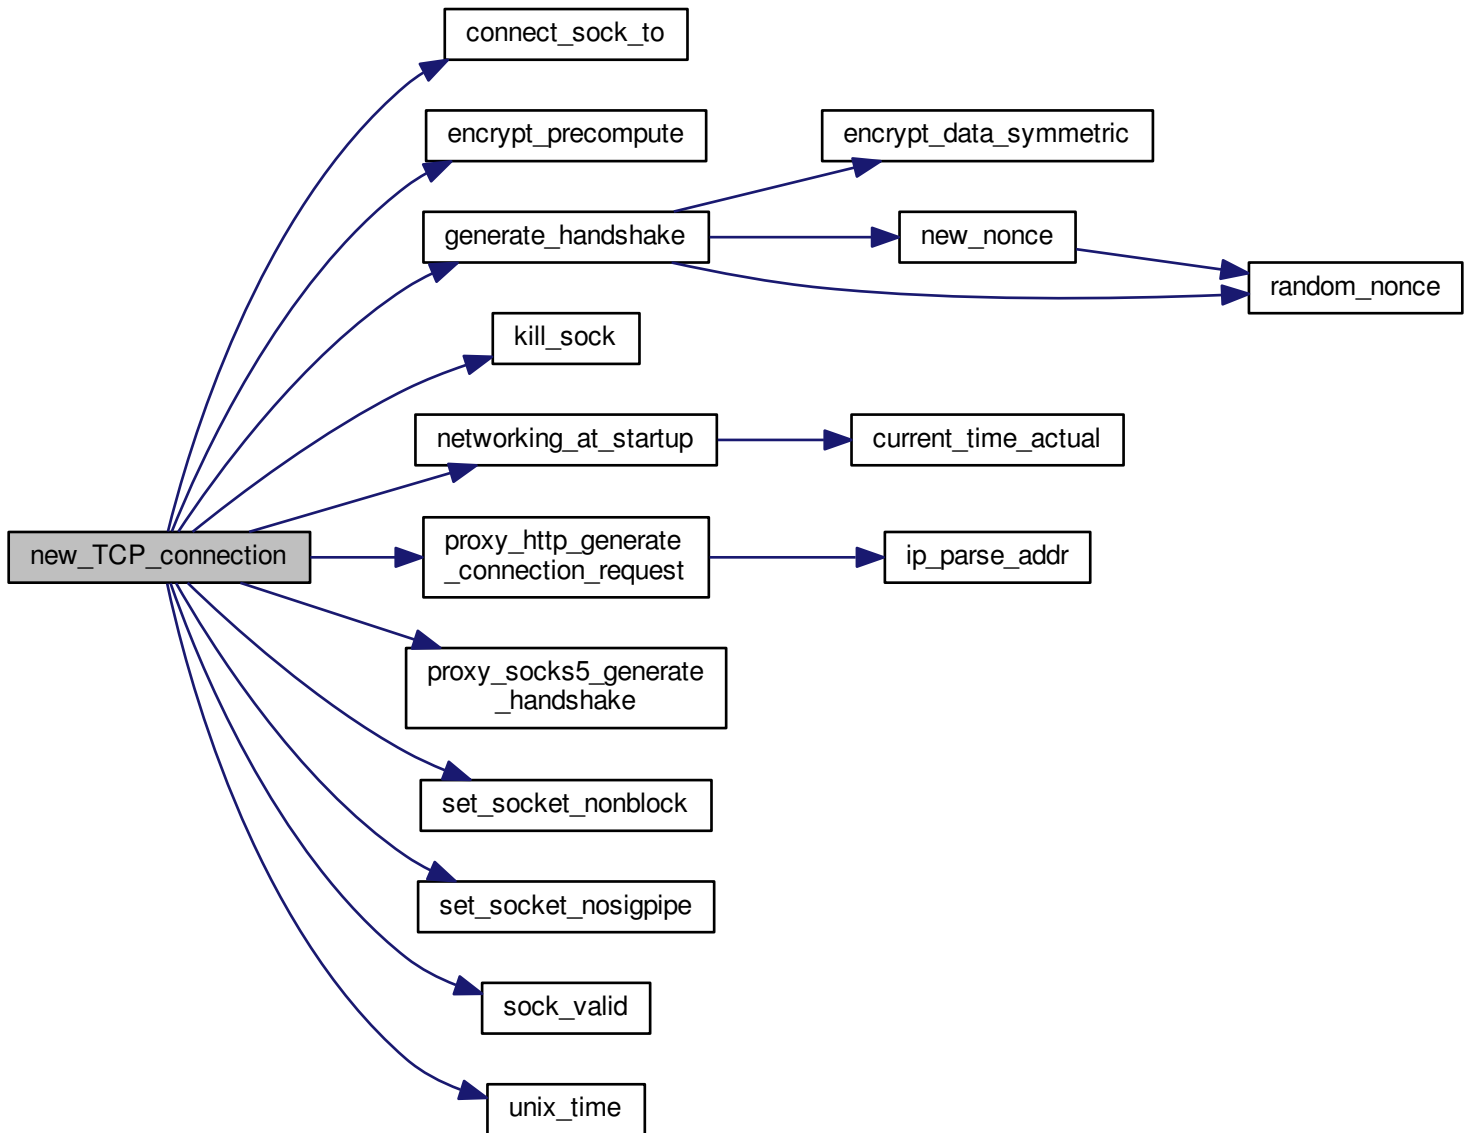 connect_sock_to
encrypt_precompute
encrypt_data_symmetric
generate_handshake
new_nonce
random_nonce
kill_sock
networking_at_startup
current_time_actual
new_TCP_connection
proxy_http_generate
_connection_request
ip_parse_addr
proxy_socks5_generate
_handshake
set_socket_nonblock
set_socket_nosigpipe
sock_valid
unix_time